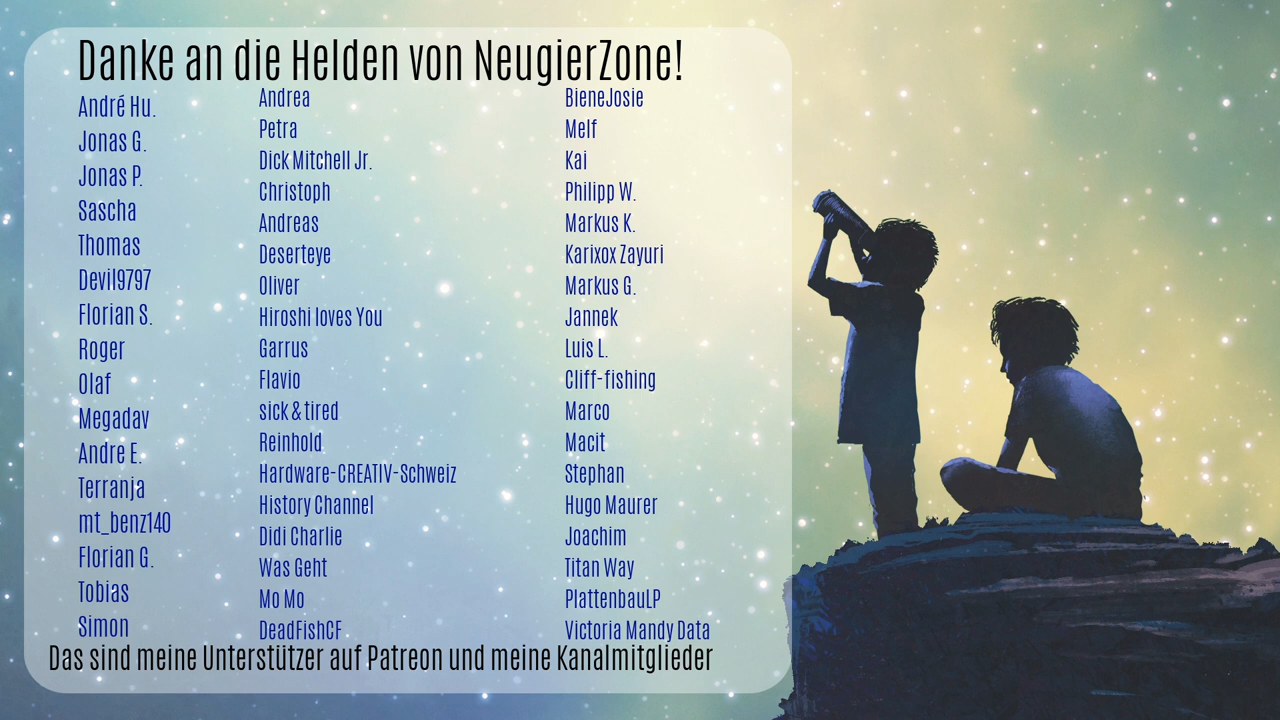 Danke an die Helden von NeugierZone!
André Hu.
Jonas G.
Jonas P.
Sascha
Thomas
Devil9797
Florian S.
Roger
Olaf
Megadav
Andre E.
Terranja
mt_benz140
Florian G.
Tobias
Simon
Andrea
Petra
Dick Mitchell Jr.
Christoph
Andreas
Deserteye
Oliver
Hiroshi loves You
Garrus
Flavio
sick & tired
Reinhold
Hardware-CREATIV-Schweiz
History Channel
Didi Charlie
Was Geht
Mo Mo
DeadFishCF
BieneJosie
Melf
Kai
Philipp W.
Markus K.
Karixox Zayuri
Markus G.
Jannek
Luis L.
Cliff-fishing
Marco
Macit
Stephan
Hugo Maurer
Joachim
Titan Way
PlattenbauLP
Victoria Mandy Data
Das sind meine Unterstützer auf Patreon und meine Kanalmitglieder